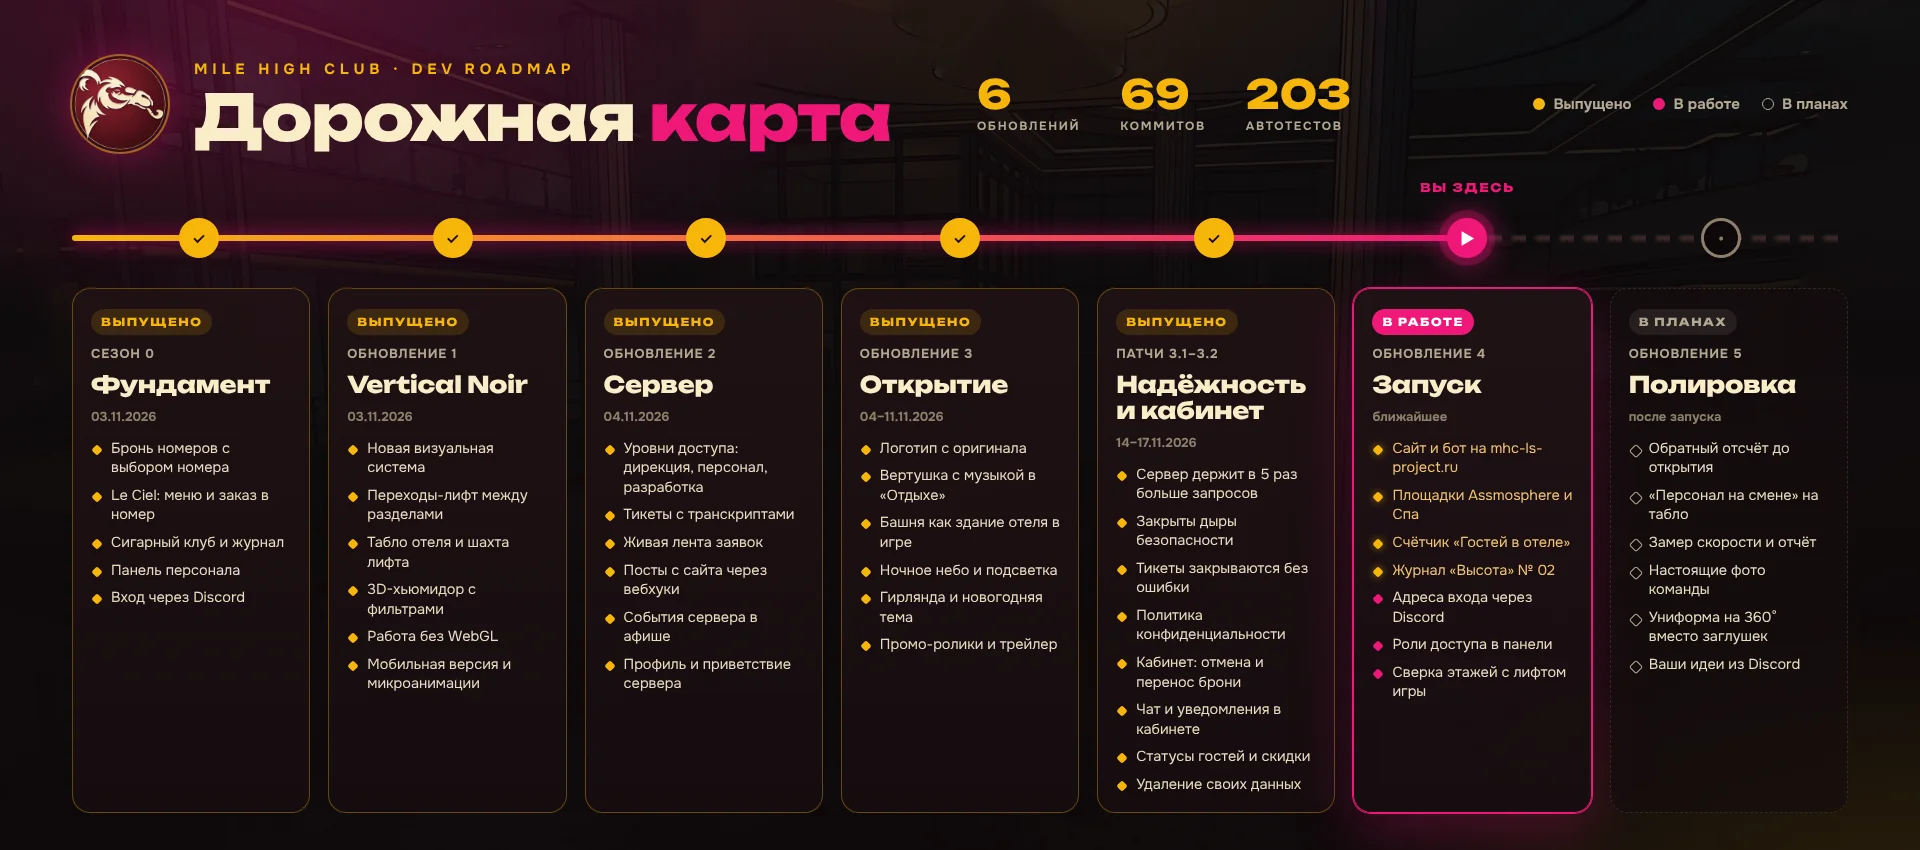 MILE HIGH CLUB · DEV ROADMAP
Дорожная карта
6
ОБНОВЛЕНИЙ
69
КОММИТОВ
203
АВТОТЕСТОВ
Выпущено
В работе
В планах
ВЫ ЗДЕСЬ
ВЫПУЩЕНО
СЕЗОН 0
Фундамент
03.11.2026
Бронь номеров с
выбором номера
Le Ciel: меню и заказ в
номер
Сигарный клуб и журнал
Панель персонала
Вход через Discord
ВЫПУЩЕНО
ОБНОВЛЕНИЕ 1
Vertical Noir
03.11.2026
Новая визуальная
система
Переходы-лифт между
разделами
Табло отеля и шахта
лифта
3D-хьюмидор с
фильтрами
Работа без WebGL
Мобильная версия и
микроанимации
ВЫПУЩЕНО
ОБНОВЛЕНИЕ 2
Сервер
04.11.2026
Уровни доступа:
дирекция, персонал,
разработка
Тикеты с транскриптами
Живая лента заявок
Посты с сайта через
вебхуки
События сервера в
афише
Профиль и приветствие
сервера
ВЫПУЩЕНО
ОБНОВЛЕНИЕ 3
Открытие
04–11.11.2026
Логотип с оригинала
Вертушка с музыкой в
«Отдыхе»
Башня как здание отеля в
игре
Ночное небо и подсветка
Гирлянда и новогодняя
тема
Промо-ролики и трейлер
ВЫПУЩЕНО
ПАТЧИ 3.1–3.2
Надёжность
и кабинет
14–17.11.2026
Сервер держит в 5 раз
больше запросов
Закрыты дыры
безопасности
Тикеты закрываются без
ошибки
Политика
конфиденциальности
Кабинет: отмена и
перенос брони
Чат и уведомления в
кабинете
Статусы гостей и скидки
Удаление своих данных
В РАБОТЕ
ОБНОВЛЕНИЕ 4
Запуск
ближайшее
Сайт и бот на mhc-ls-
project.ru
Площадки Assmosphere и
Спа
Счётчик «Гостей в отеле»
Журнал «Высота» № 02
Адреса входа через
Discord
Роли доступа в панели
Сверка этажей с лифтом
игры
В ПЛАНАХ
ОБНОВЛЕНИЕ 5
Полировка
после запуска
Обратный отсчёт до
открытия
«Персонал на смене» на
табло
Замер скорости и отчёт
Настоящие фото
команды
Униформа на 360°
вместо заглушек
Ваши идеи из Discord